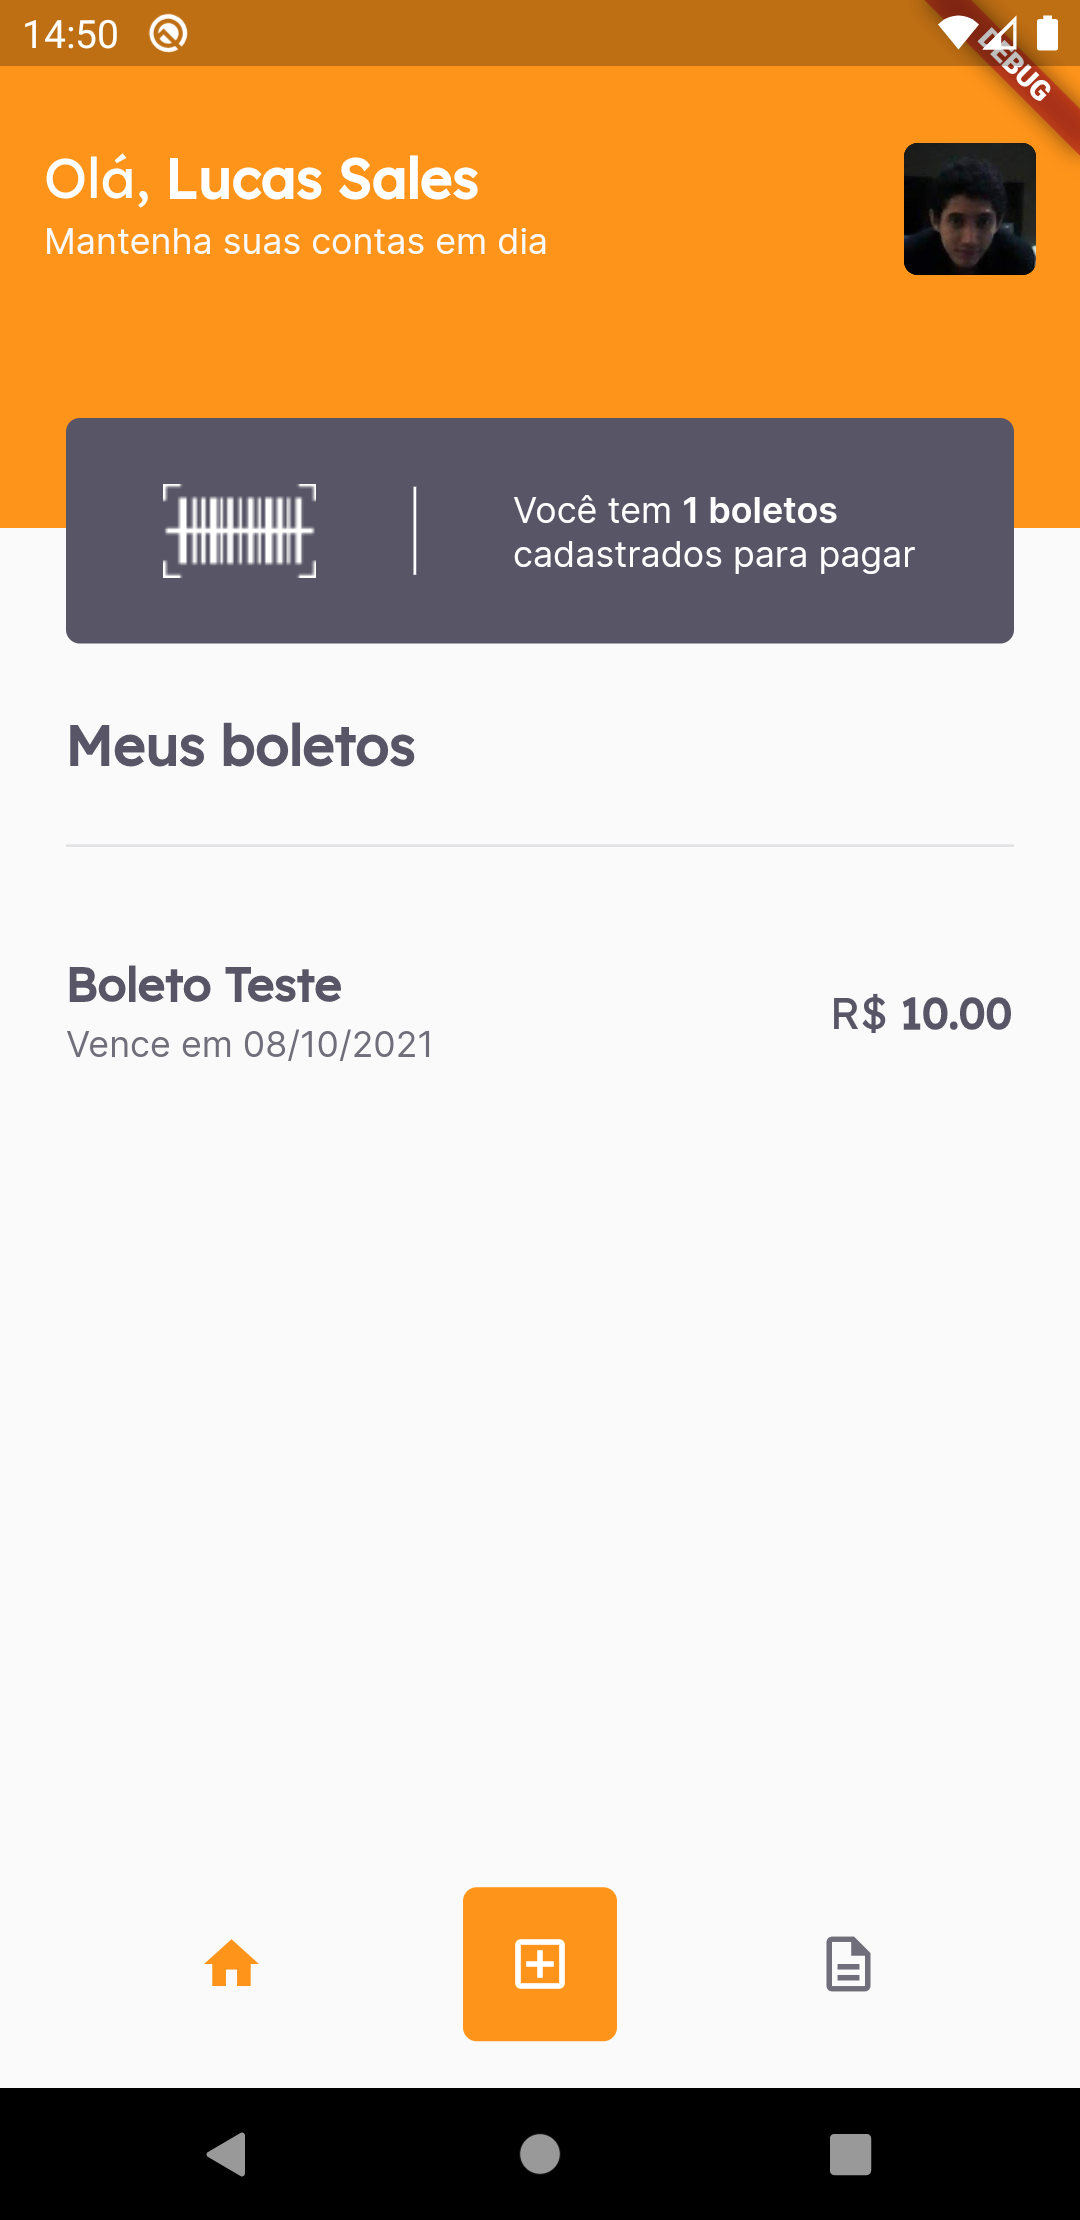 14:50
DEBUG
Olá, Lucas Sales
Mantenha suas contas em dia
Você tem 1 boletos
cadastrados para pagar
Meus boletos
Boleto Teste
Vence em 08/10/2021
R$ 10.00